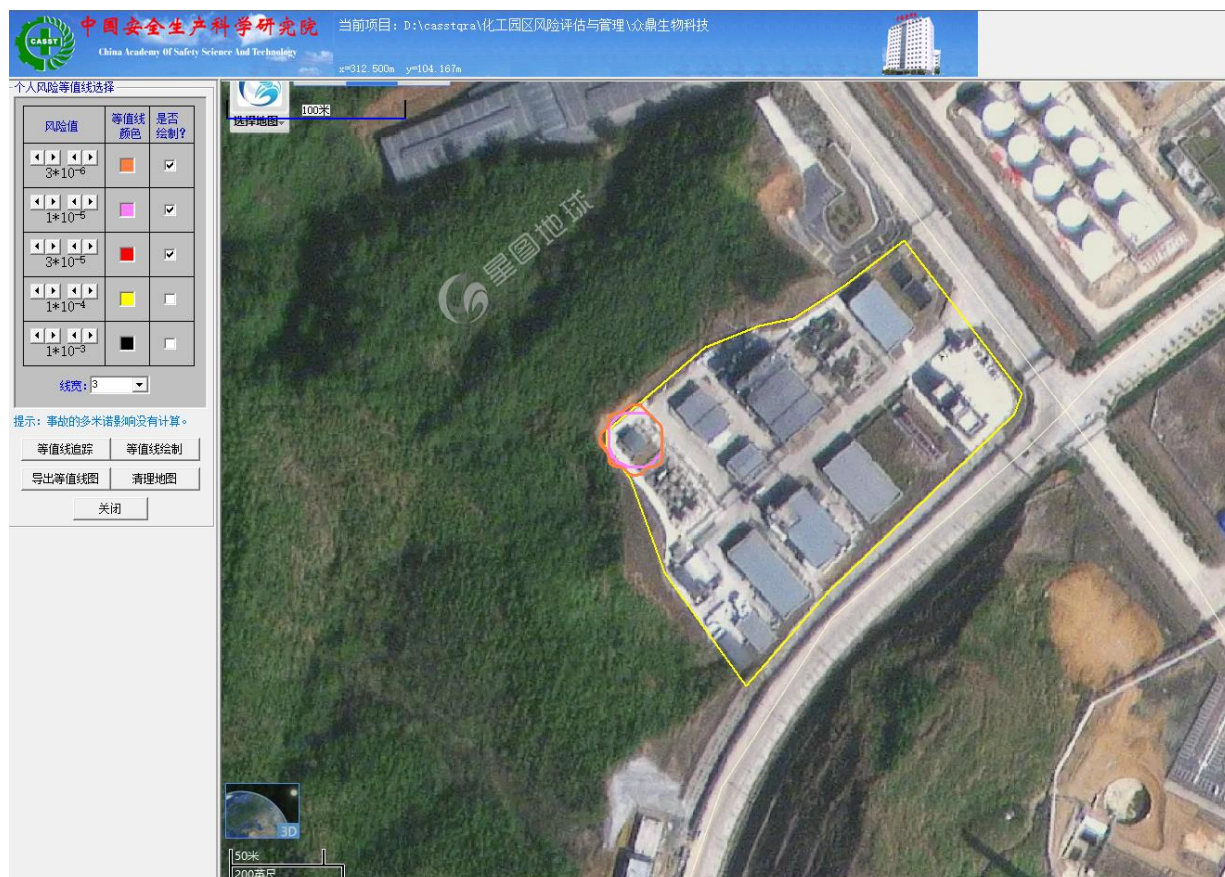 CASST
中国安全生产科学研究院
China Academy Of Safety Science And Technology
当前项目: D:\casstqra\化工园区风险评估与管理\众鼎生物科技
x=312.500m y=104.167m
个人风险等值线选择
风险值 等值线颜色 是否绘制?
3*10-6
1*10-5
3*10-5
1*10-4
1*10-3
线宽: 3
提示: 事故的多米诺影响没有计算。
等值线追踪 等值线绘制
导出等值线图 清理地图
关闭
选择地图
100米
星图地球
3D
50米
200英尺